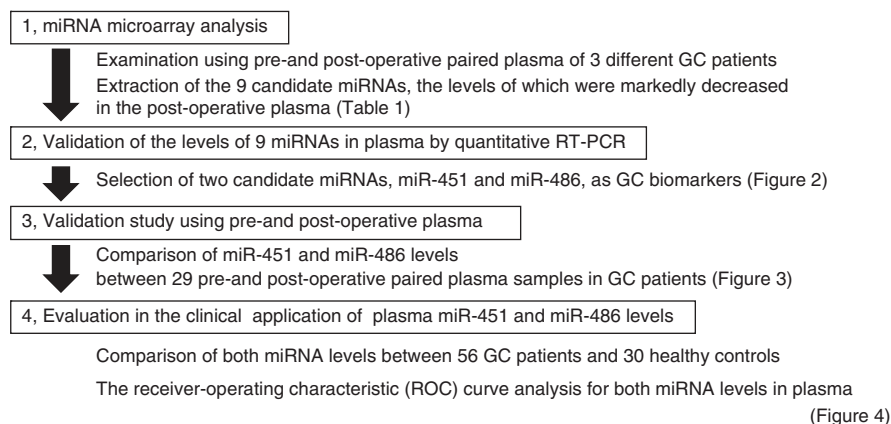 1, miRNA microarray analysis
Examination using pre-and post-operative paired plasma of 3 different GC patients
Extraction of the 9 candidate miRNAs, the levels of which were markedly decreased
in the post-operative plasma (Table 1)
2, Validation of the levels of 9 miRNAs in plasma by quantitative RT-PCR
Selection of two candidate miRNAs, miR-451 and miR-486, as GC biomarkers (Figure 2)
3, Validation study using pre-and post-operative plasma
Comparison of miR-451 and miR-486 levels
between 29 pre-and post-operative paired plasma samples in GC patients (Figure 3)
4, Evaluation in the clinical application of plasma miR-451 and miR-486 levels
Comparison of both miRNA levels between 56 GC patients and 30 healthy controls
The receiver-operating characteristic (ROC) curve analysis for both miRNA levels in plasma
(Figure 4)